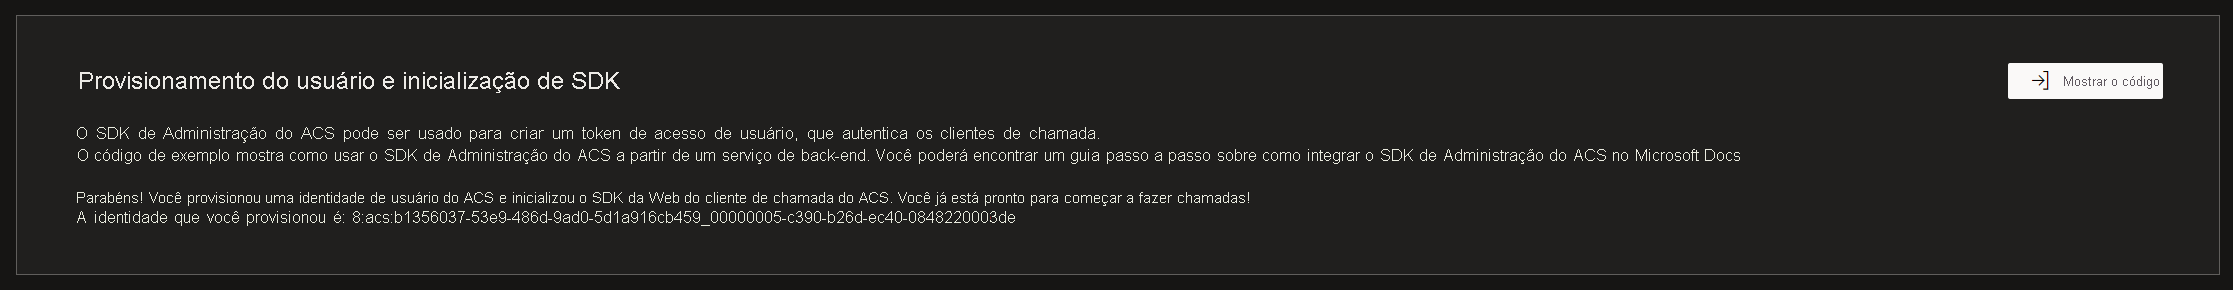 Provisionamento do usuário e inicialização de SDK
Mostrar o código
O SDK de Administração do ACS pode ser usado para criar um token de acesso de usuário, que autentica os clientes de chamada.
O código de exemplo mostra como usar o SDK de Administração do ACS a partir de um serviço de back-end. Você poderá encontrar um guia passo a passo sobre como integrar o SDK de Administração do ACS no Microsoft Docs
Parabéns! Você provisionou uma identidade de usuário do ACS e inicializou o SDK da Web do cliente de chamada do ACS. Você já está pronto para começar a fazer chamadas!
A identidade que você provisionou é: 8:acs:b1356037-53e9-486d-9ad0-5d1a916cb459_00000005-c390-b26d-ec40-0848220003de